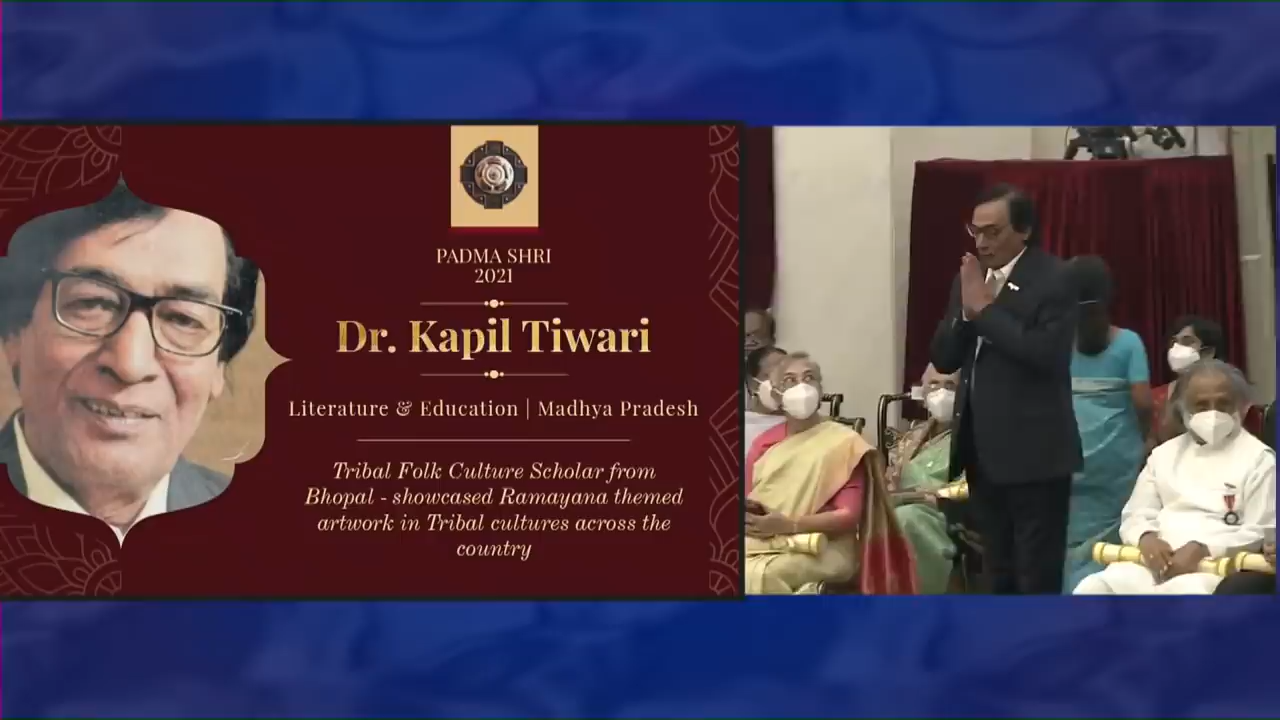 PADMA SHRI
2021
Dr. Kapil Tiwari
Literature & Education | Madhya Pradesh
Tribal Folk Culture Scholar from
Bhopal - showcased Ramayana themed
artwork in Tribal cultures across the
country